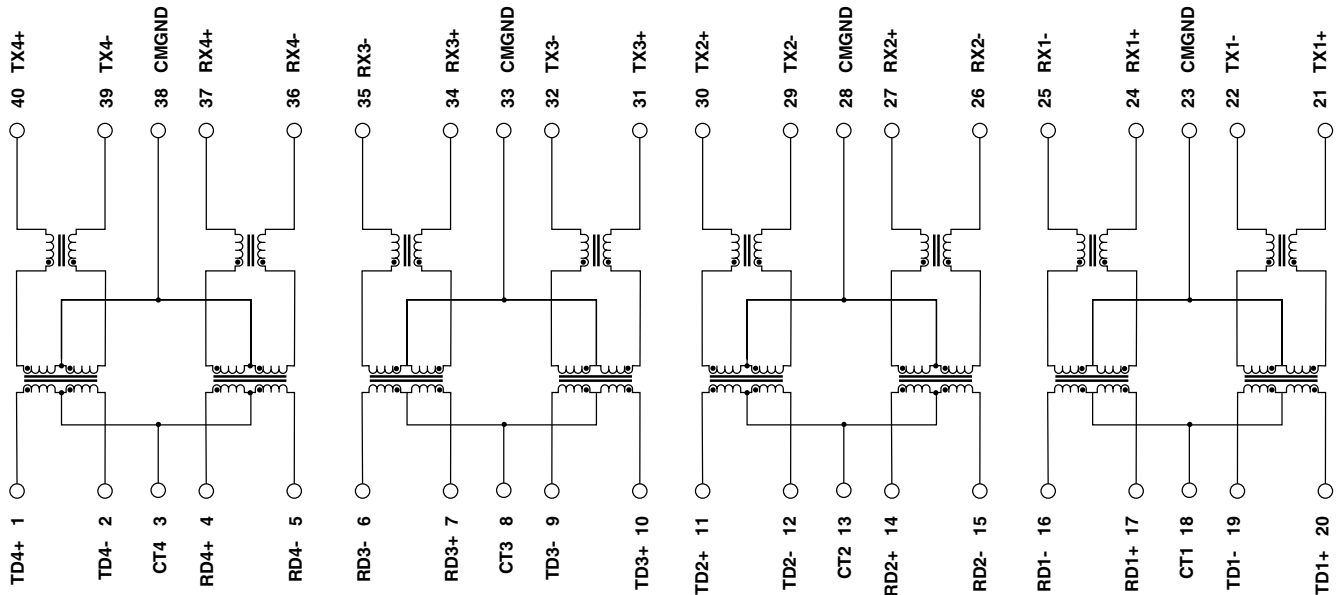 40 TX4+
39 TX4-
38 CMGND
37 RX4+
36 RX4-
35 RX3-
34 RX3+
33 CMGND
32 TX3-
31 TX3+
30 TX2+
29 TX2-
28 CMGND
27 RX2+
26 RX2-
25 RX1-
24 RX1+
23 CMGND
22 TX1-
21 TX1+
TD4+ 1
TD4- 2
CT4 3
RD4+ 4
RD4- 5
RD3- 6
RD3+ 7
CT3 8
TD3- 9
TD3+ 10
TD2+ 11
TD2- 12
CT2 13
RD2+ 14
RD2- 15
RD1- 16
RD1+ 17
CT1 18
TD1- 19
TD1+ 20